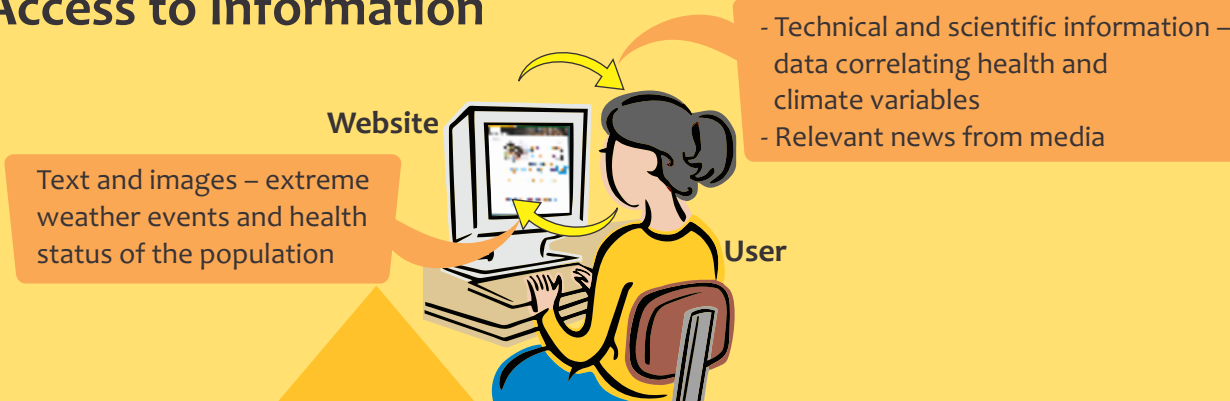 Access to Information
- Technical and scientific information –
data correlating health and
climate variables
- Relevant news from media
Website
Text and images – extreme
weather events and health
status of the population
User